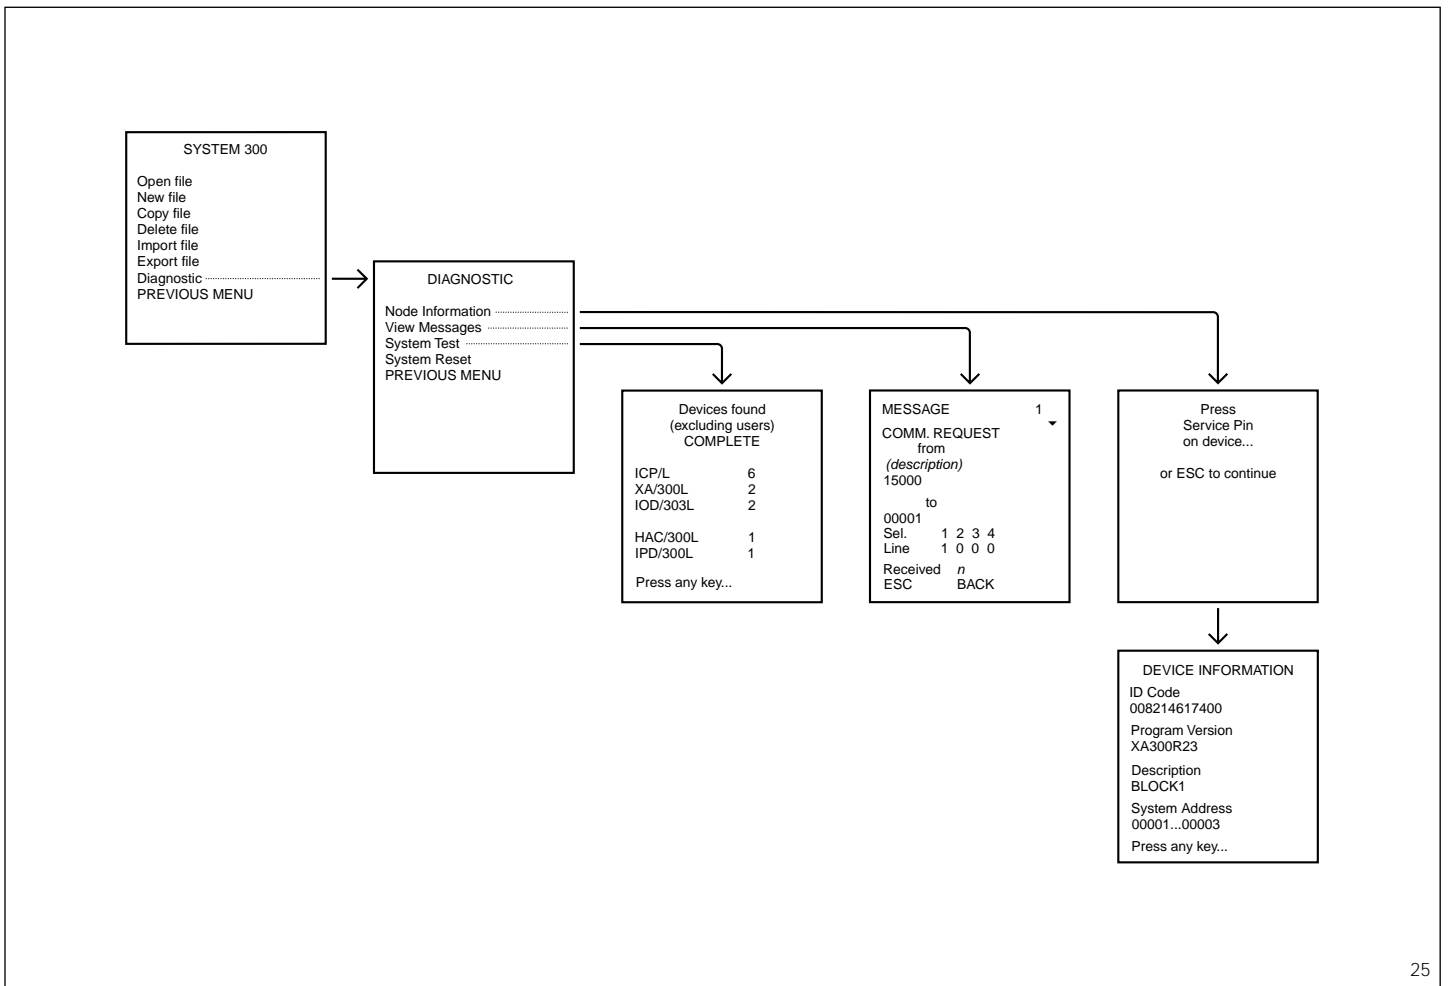 SYSTEM 300
Open file
New file
Copy file
Delete file
Import file
Export file
Diagnostic
PREVIOUS MENU
DIAGNOSTIC
Node Information
View Messages
System Test
System Reset
PREVIOUS MENU
Devices found
(excluding users)
COMPLETE
ICP/L 6
XA/300L 2
IOD/303L 2
HAC/300L 1
IPD/300L 1
Press any key...
MESSAGE 1
COMM. REQUEST
from
(description)
15000
to
00001
Sel. 1 2 3 4
Line 1 0 0 0
Received n
ESC BACK
Press
Service Pin
on device...
or ESC to continue
DEVICE INFORMATION
ID Code
008214617400
Program Version
XA300R23
Description
BLOCK1
System Address
00001...00003
Press any key...
25